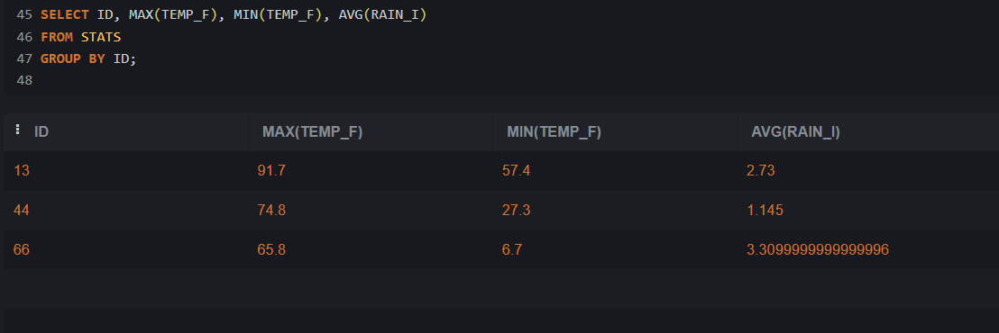 45 SELECT ID, MAX(TEMP_F), MIN(TEMP_F), AVG(RAIN_I)
46 FROM STATS
47 GROUP BY ID;
48
ID MAX(TEMP_F) MIN(TEMP_F) AVG(RAIN_I)
13 91.7 57.4 2.73
44 74.8 27.3 1.145
66 65.8 6.7 3.3099999999999996